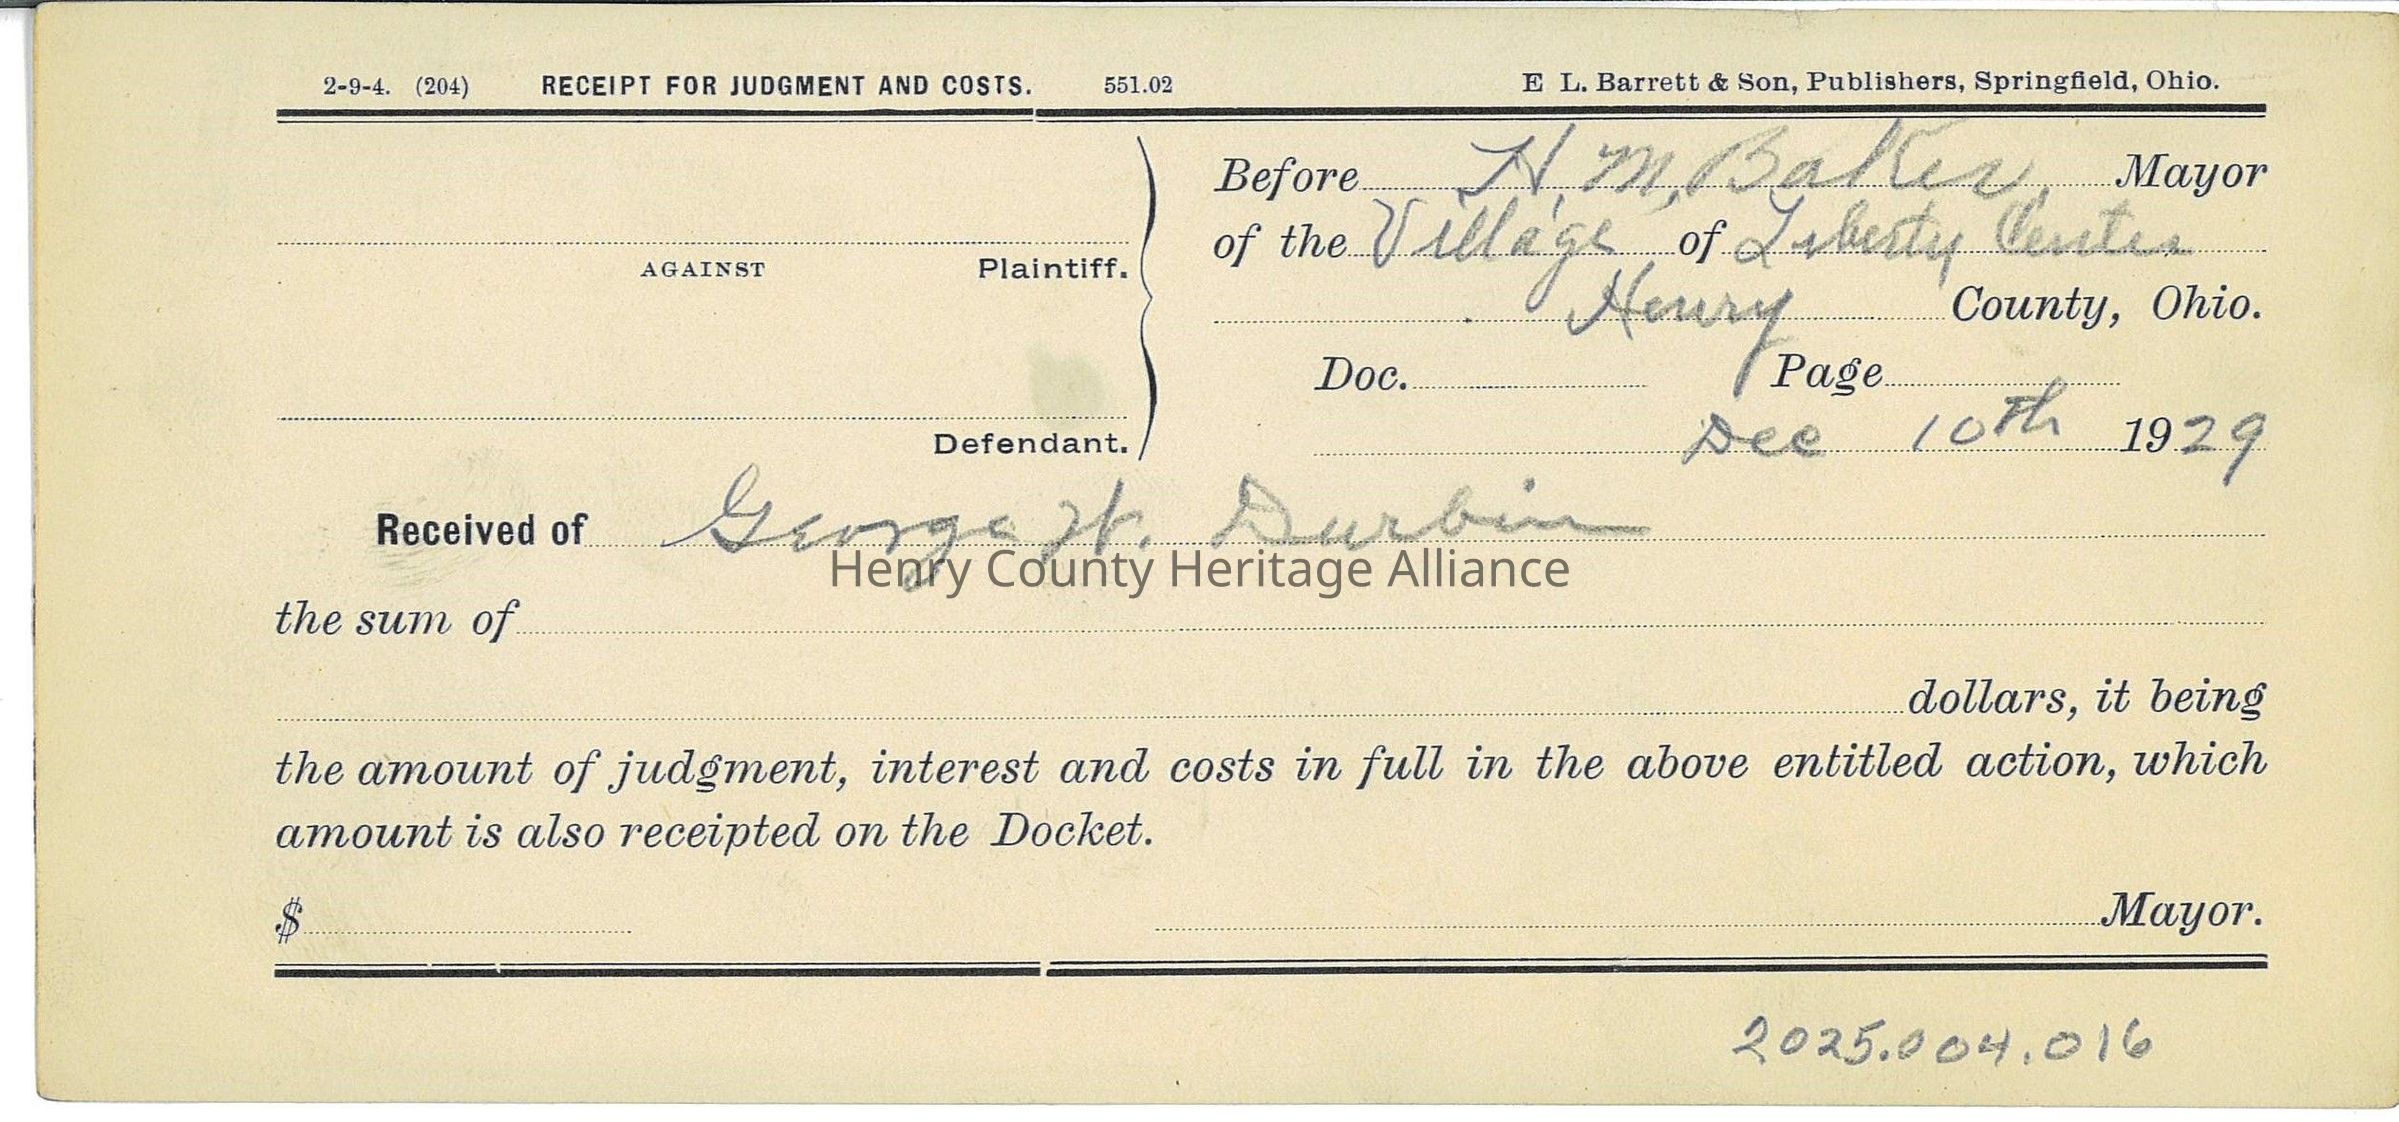 2-9-4. (204) RECEIPT FOR JUDGMENT AND COSTS. 551.02 E L. Barrett & Son, Publishers, Springfield, Ohio.
AGAINST Plaintiff.
Defendant.
Before H. M. Baker, Mayor
of the Village of Liberty Center
Henry County, Ohio.
Doc. Page
Dec 10th 1929
Received of George W. Durbin
Henry County Heritage Alliance
the sum of
dollars, it being
the amount of judgment, interest and costs in full in the above entitled action, which
amount is also receipted on the Docket.
$ Mayor.
2025.004.016